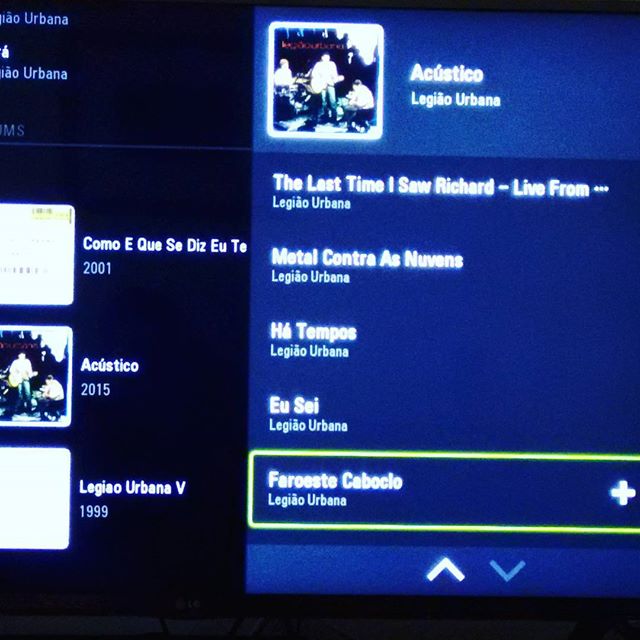 gião Urbana
rá
gião Urbana
UMS
Como E Que Se Diz Eu Te
2001
Acústico
2015
Legiao Urbana V
1999
legiãourbana
Acústico
Legião Urbana
The Last Time I Saw Richard – Live From ···
Legião Urbana
Metal Contra As Nuvens
Legião Urbana
Há Tempos
Legião Urbana
Eu Sei
Legião Urbana
Faroeste Caboclo
Legião Urbana
LG